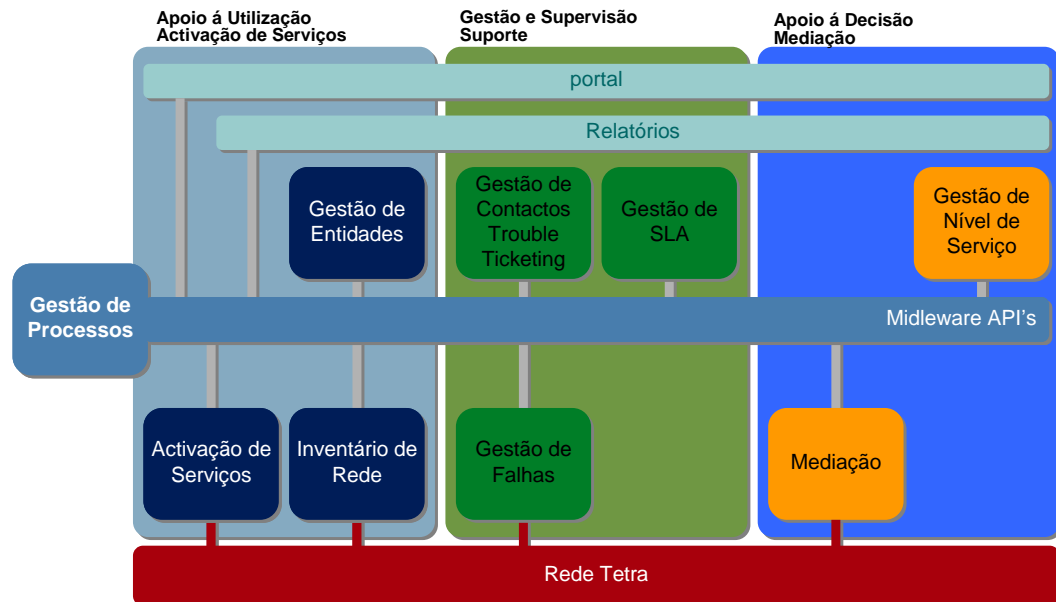 Apoio á Utilização
Activação de Serviços
Gestão e Supervisão
Suporte
Apoio á Decisão
Mediação
portal
Relatórios
Gestão de
Entidades
Gestão de
Contactos
Trouble
Ticketing
Gestão de
SLA
Gestão de
Nível de
Serviço
Gestão de
Processos
Midleware API's
Activação de
Serviços
Inventário de
Rede
Gestão de
Falhas
Mediação
Rede Tetra